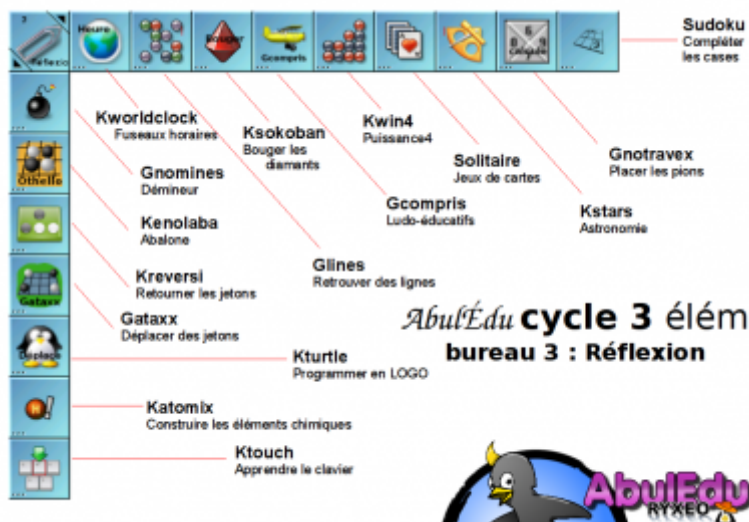 3
Réflexio
Heure
Bouger
Gcompris
Sudoku
Compléter
les cases
Kworldclock
Fuseaux horaires
Ksokoban
Bouger les
diamants
Kwin4
Puissance4
Solitaire
Jeux de cartes
Gnotravex
Placer les pions
Gnomines
Démineur
Othello
Kenolaba
Abalone
Gcompris
Ludo-éducatifs
Kstars
Astronomie
Glines
Retrouver des lignes
Kreversi
Retourner les jetons
Gataxx
Gataxx
Déplacer des jetons
AbulÉdu cycle 3 élém
bureau 3 : Réflexion
Déplace
Kturtle
Programmer en LOGO
Katomix
Construire les éléments chimiques
Ktouch
Apprendre le clavier
AbulEdu
RYXEO